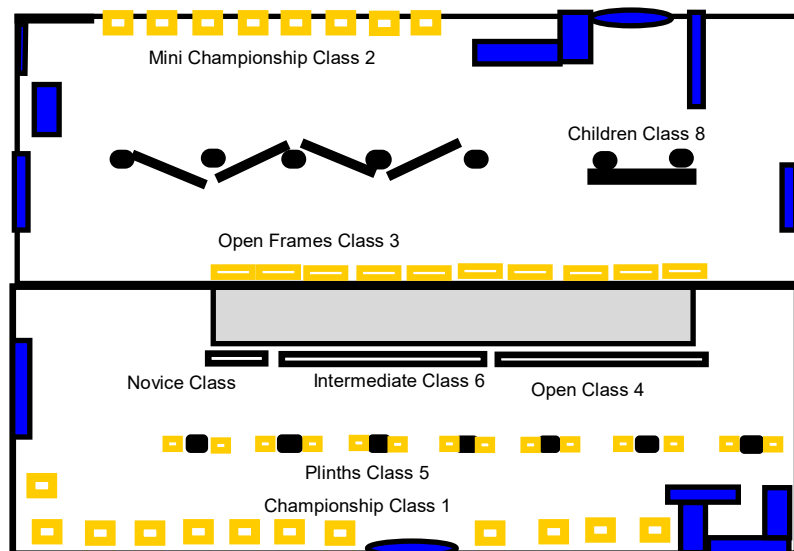 Mini Championship Class 2
Children Class 8
Open Frames Class 3
Novice Class
Intermediate Class 6
Open Class 4
Plinths Class 5
Championship Class 1